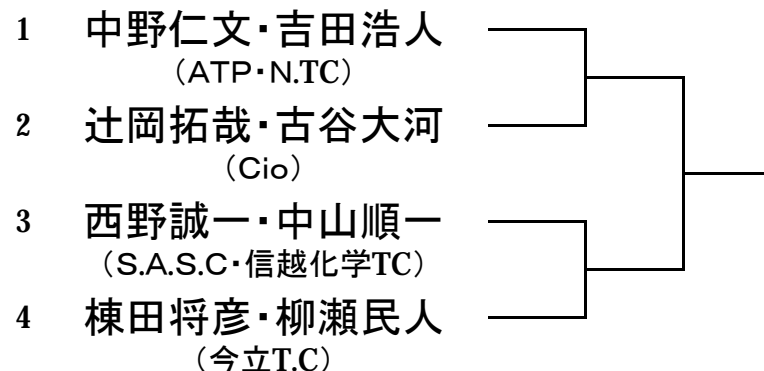 1 中野仁文・吉田浩人
（ATP・N.TC）
2 辻岡拓哉・古谷大河
（Cio）
3 西野誠一・中山順一
（S.A.S.C・信越化学TC）
4 棟田将彦・柳瀬民人
（今立T.C）